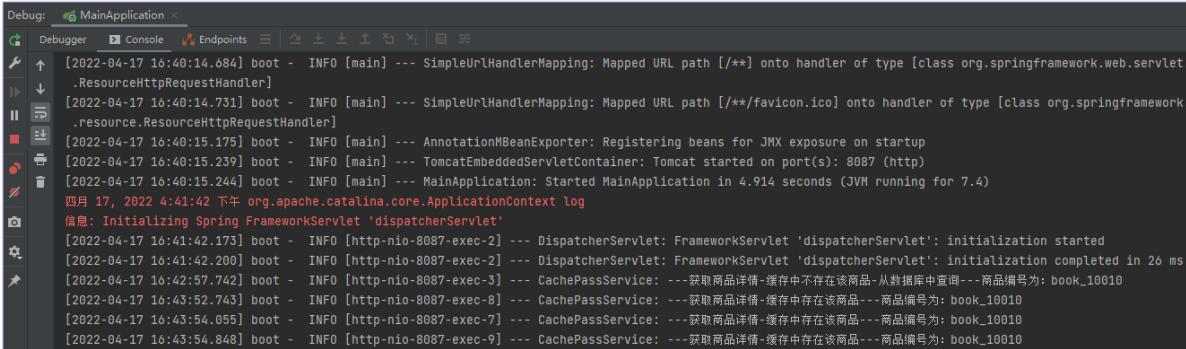 Debug: MainApplication ×
Debugger Console Endpoints
[2022-04-17 16:40:14.684] boot -  INFO [main] --- SimpleUrlHandlerMapping: Mapped URL path [/**] onto handler of type [class org.springframework.web.servlet
.ResourceHttpRequestHandler]
[2022-04-17 16:40:14.731] boot -  INFO [main] --- SimpleUrlHandlerMapping: Mapped URL path [/**/favicon.ico] onto handler of type [class org.springframework
.resource.ResourceHttpRequestHandler]
[2022-04-17 16:40:15.175] boot -  INFO [main] --- AnnotationMBeanExporter: Registering beans for JMX exposure on startup
[2022-04-17 16:40:15.239] boot -  INFO [main] --- TomcatEmbeddedServletContainer: Tomcat started on port(s): 8087 (http)
[2022-04-17 16:40:15.244] boot -  INFO [main] --- MainApplication: Started MainApplication in 4.914 seconds (JVM running for 7.4)
四月 17, 2022 4:41:42 下午 org.apache.catalina.core.ApplicationContext log
信息: Initializing Spring FrameworkServlet 'dispatcherServlet'
[2022-04-17 16:41:42.173] boot -  INFO [http-nio-8087-exec-2] --- DispatcherServlet: FrameworkServlet 'dispatcherServlet': initialization started
[2022-04-17 16:41:42.200] boot -  INFO [http-nio-8087-exec-2] --- DispatcherServlet: FrameworkServlet 'dispatcherServlet': initialization completed in 26 ms
[2022-04-17 16:42:57.742] boot -  INFO [http-nio-8087-exec-3] --- CachePassService: ---获取商品详情-缓存中不存在该商品-从数据库中查询---商品编号为：book_10010
[2022-04-17 16:43:52.743] boot -  INFO [http-nio-8087-exec-8] --- CachePassService: ---获取商品详情-缓存中存在该商品---商品编号为：book_10010
[2022-04-17 16:43:54.055] boot -  INFO [http-nio-8087-exec-7] --- CachePassService: ---获取商品详情-缓存中存在该商品---商品编号为：book_10010
[2022-04-17 16:43:54.848] boot -  INFO [http-nio-8087-exec-9] --- CachePassService: ---获取商品详情-缓存中存在该商品---商品编号为：book_10010